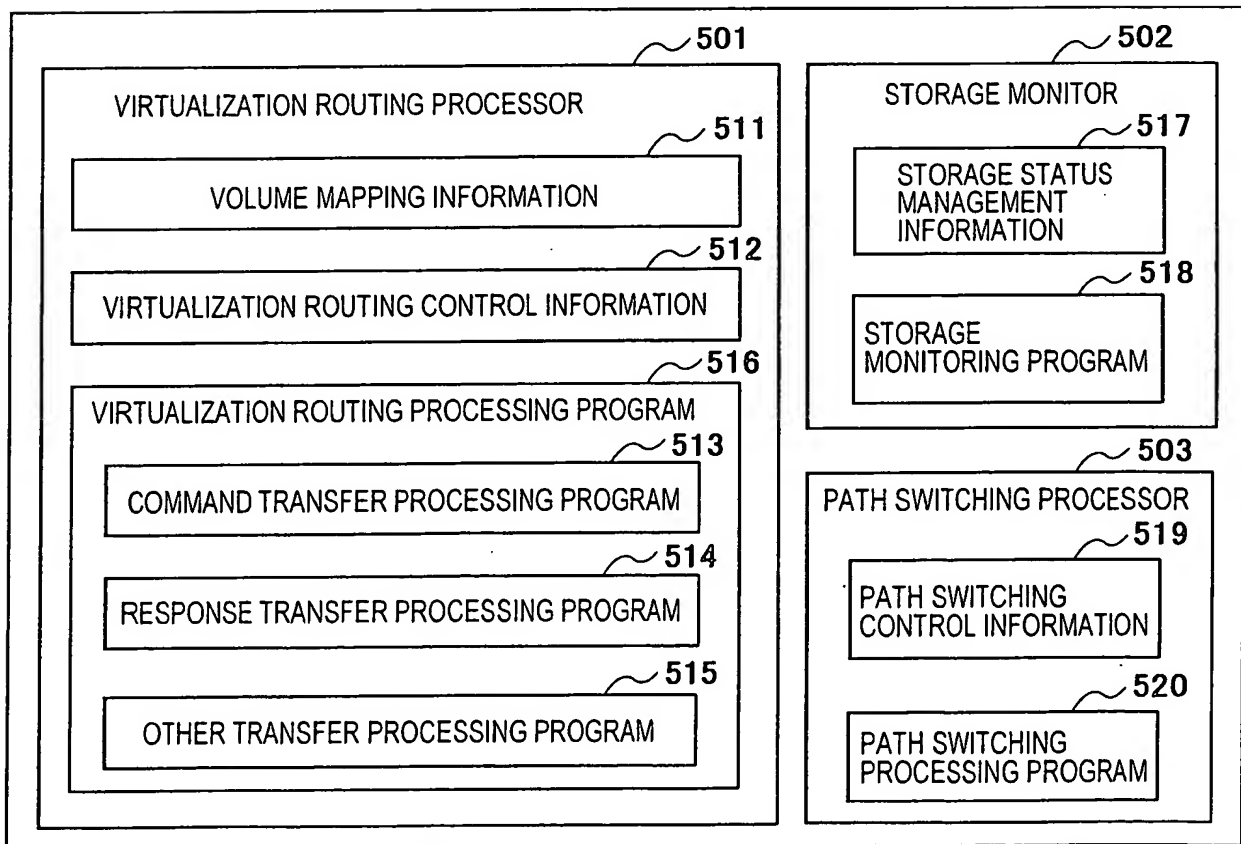 501
VIRTUALIZATION ROUTING PROCESSOR
511
VOLUME MAPPING INFORMATION
512
VIRTUALIZATION ROUTING CONTROL INFORMATION
516
VIRTUALIZATION ROUTING PROCESSING PROGRAM
513
COMMAND TRANSFER PROCESSING PROGRAM
514
RESPONSE TRANSFER PROCESSING PROGRAM
515
OTHER TRANSFER PROCESSING PROGRAM
502
STORAGE MONITOR
517
STORAGE STATUS
MANAGEMENT
INFORMATION
518
STORAGE
MONITORING PROGRAM
503
PATH SWITCHING PROCESSOR
519
PATH SWITCHING
CONTROL INFORMATION
520
PATH SWITCHING
PROCESSING PROGRAM